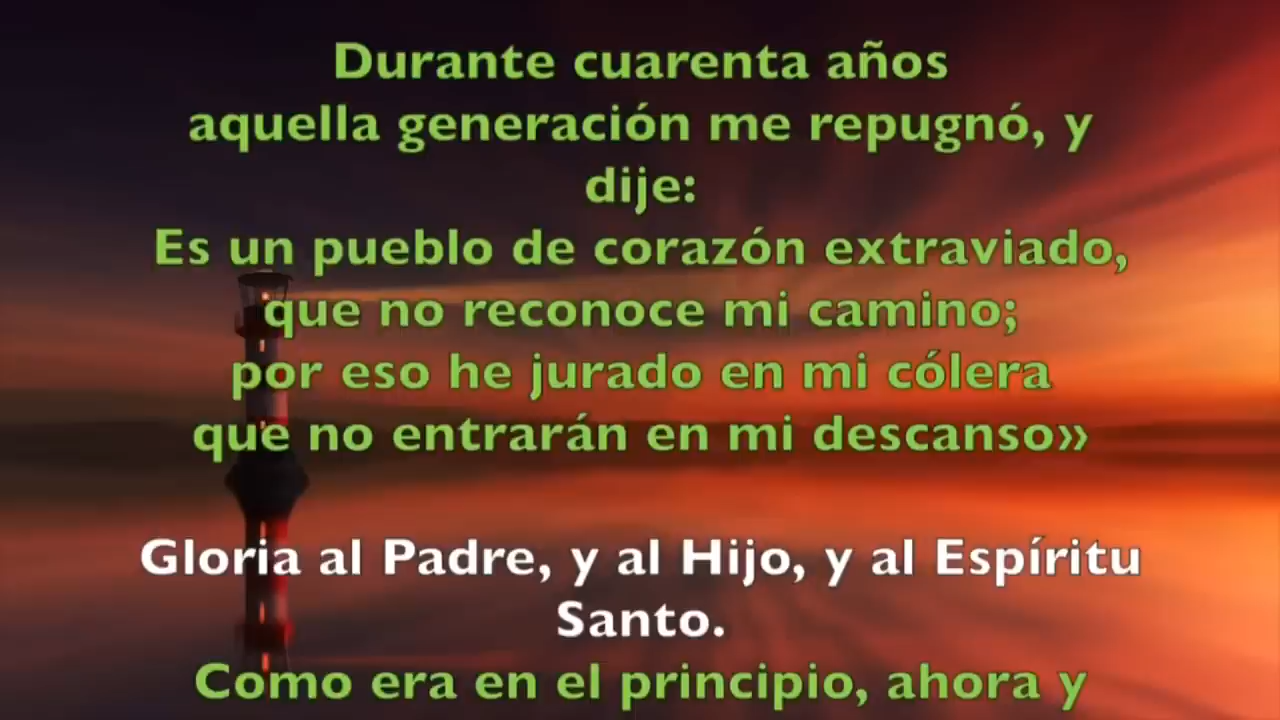 Durante cuarenta años
aquella generación me repugnó, y
dije:
Es un pueblo de corazón extraviado,
que no reconoce mi camino;
por eso he jurado en mi cólera
que no entrarán en mi descanso»
Gloria al Padre, y al Hijo, y al Espíritu
Santo.
Como era en el principio, ahora y